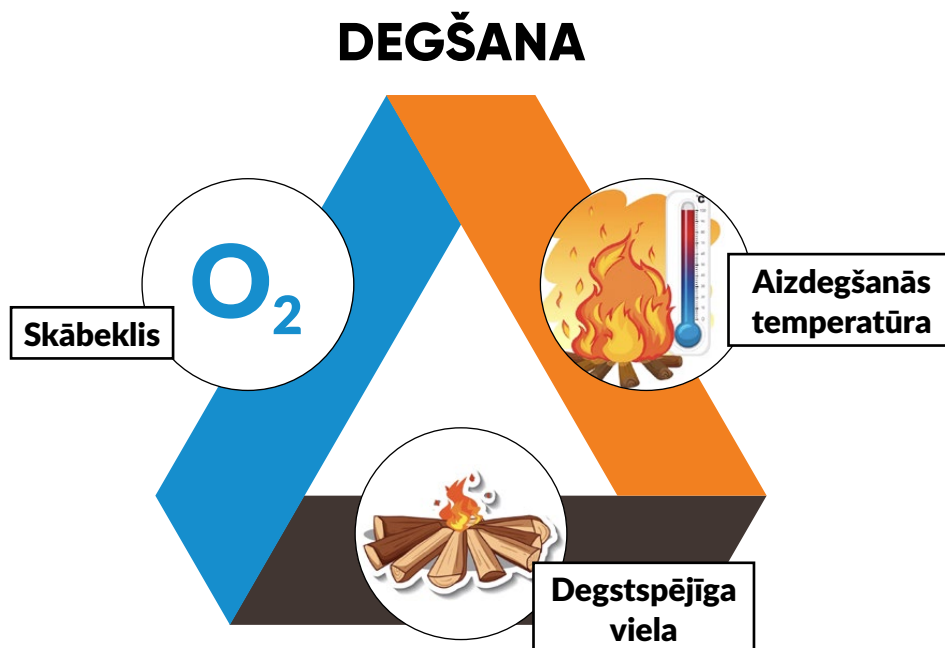 DEGŠANA
O₂
Skābeklis
°C
Aizdegšanās
temperatūra
Degstspējīga
viela